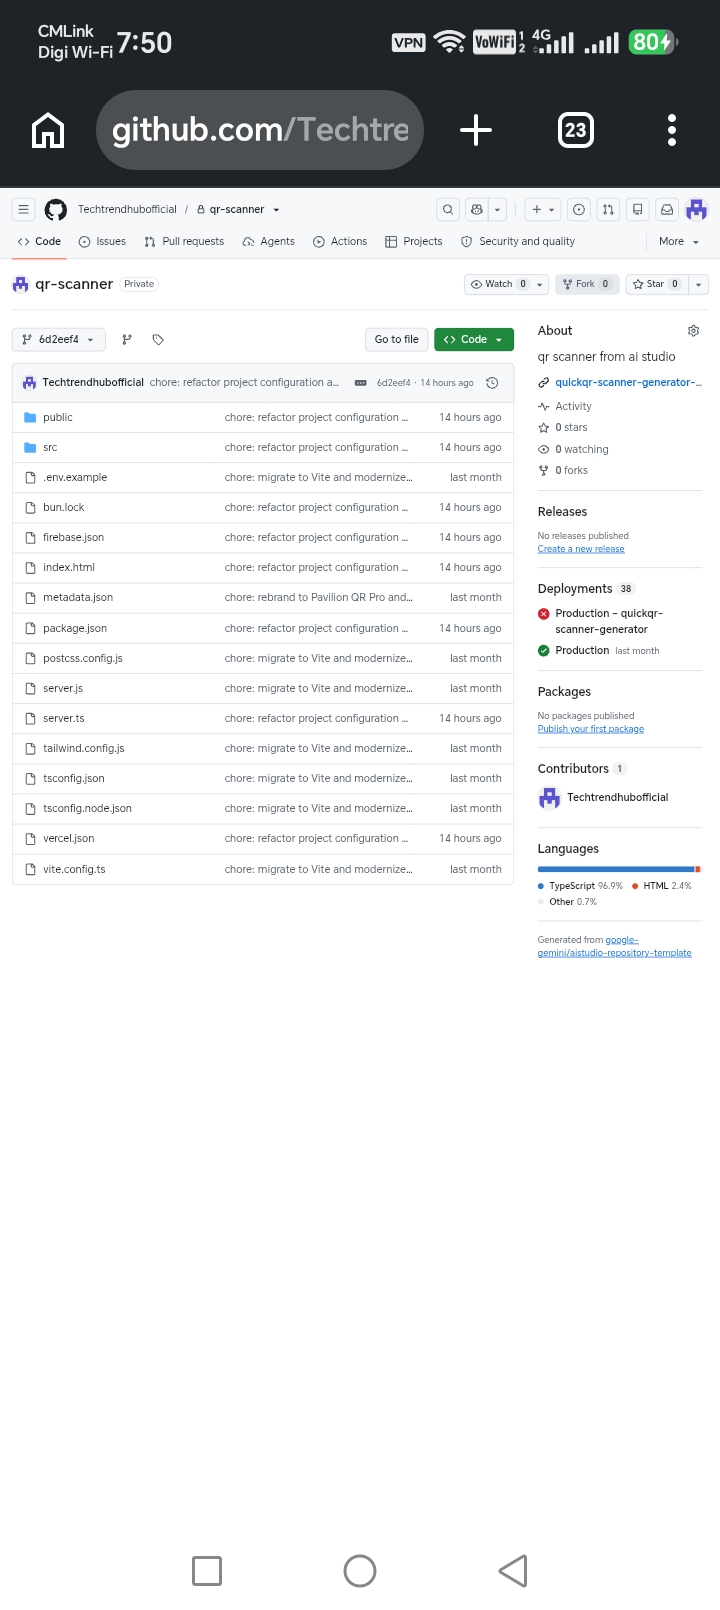 CMLink
Digi Wi-Fi 7:50 VPN VoWiFi 1 2 4G 80
github.com/Techtre 23
Techtrendhubofficial / qr-scanner
Code Issues Pull requests Agents Actions Projects Security and quality More
qr-scanner Private Watch 0 Fork 0 Star 0
6d2eef4 Go to file Code
Techtrendhubofficial chore: refactor project configuration a... 6d2eef4 · 14 hours ago
public chore: refactor project configuration ... 14 hours ago
src chore: refactor project configuration ... 14 hours ago
.env.example chore: migrate to Vite and modernize... last month
bun.lock chore: refactor project configuration ... 14 hours ago
firebase.json chore: refactor project configuration ... 14 hours ago
index.html chore: refactor project configuration ... 14 hours ago
metadata.json chore: rebrand to Pavilion QR Pro and... last month
package.json chore: refactor project configuration ... 14 hours ago
postcss.config.js chore: migrate to Vite and modernize... last month
server.js chore: migrate to Vite and modernize... last month
server.ts chore: refactor project configuration ... 14 hours ago
tailwind.config.js chore: migrate to Vite and modernize... last month
tsconfig.json chore: migrate to Vite and modernize... last month
tsconfig.node.json chore: migrate to Vite and modernize... last month
vercel.json chore: refactor project configuration ... 14 hours ago
vite.config.ts chore: migrate to Vite and modernize... last month
About
qr scanner from ai studio
quickqr-scanner-generator-...
Activity
0 stars
0 watching
0 forks
Releases
No releases published
Create a new release
Deployments 38
Production – quickqr-
scanner-generator
Production last month
Packages
No packages published
Publish your first package
Contributors 1
Techtrendhubofficial
Languages
TypeScript 96.9% HTML 2.4%
Other 0.7%
Generated from google-
gemini/aistudio-repository-template